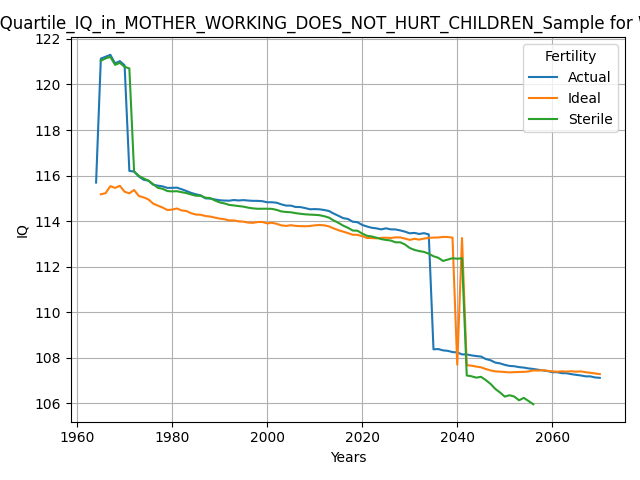 Quartile_IQ_in_MOTHER_WORKING_DOES_NOT_HURT_CHILDREN_Sample for
122
120
118
116
114
112
110
108
106
IQ
1960
1980
2000
2020
2040
2060
Years
Fertility
Actual
Ideal
Sterile